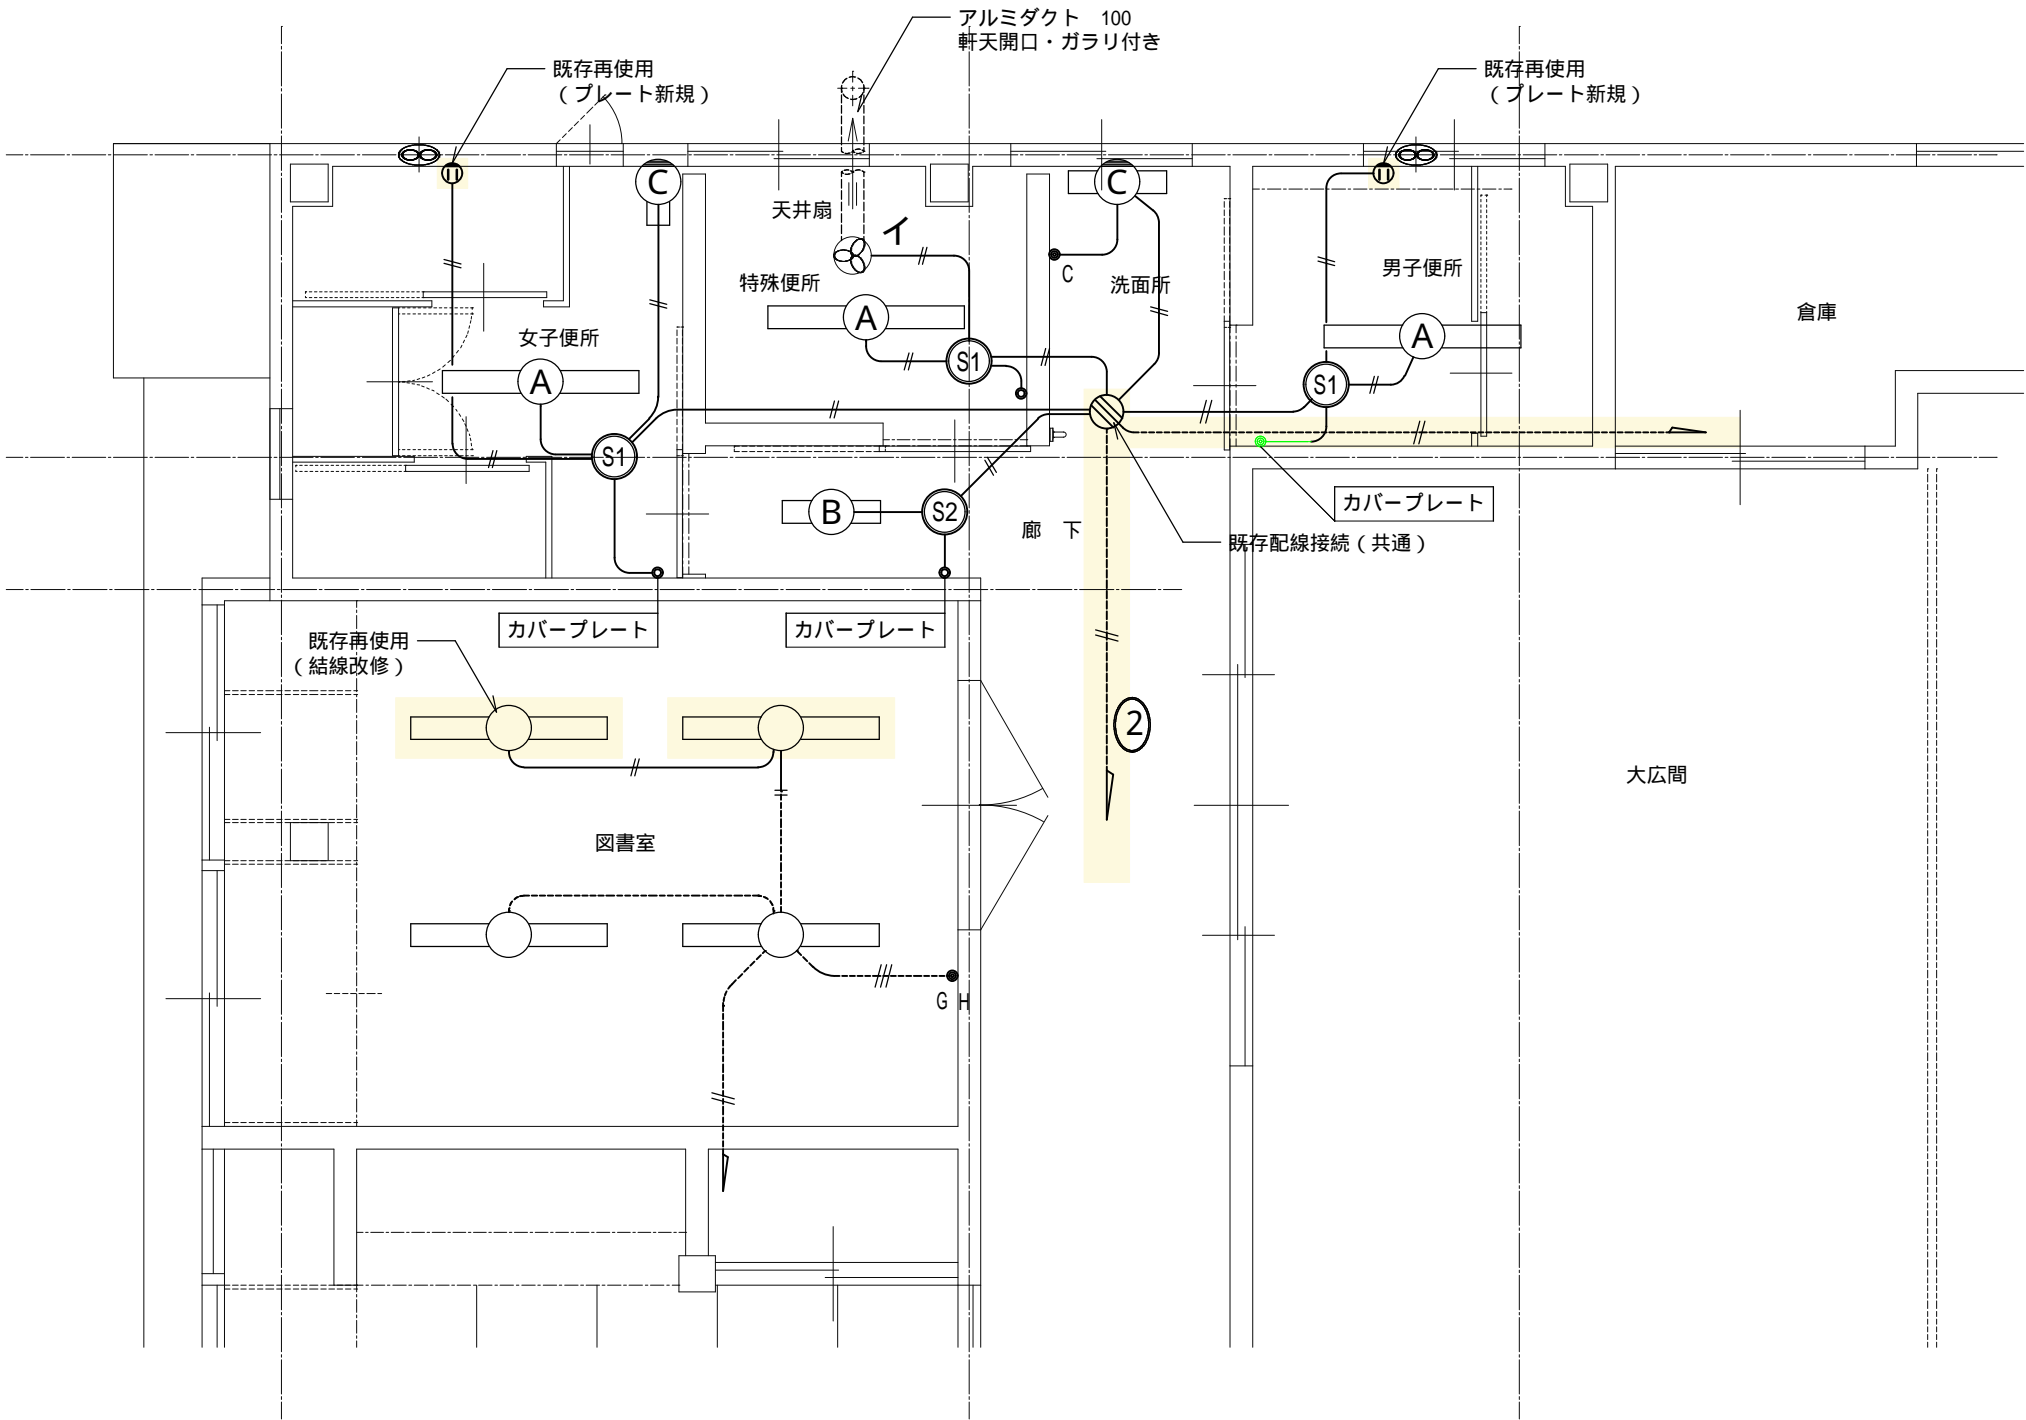 アルミダクト　100
軒天開口・ガラリ付き
既存再使用
（プレート新規）
既存再使用
（プレート新規）
C
C
天井扇
イ
特殊便所
C
洗面所
男子便所
倉庫
女子便所
A
A
A
S1
S1
S1
B
S2
廊　下
カバープレート
既存配線接続（共通）
カバープレート
カバープレート
既存再使用
（結線改修）
2
大広間
図書室
G H